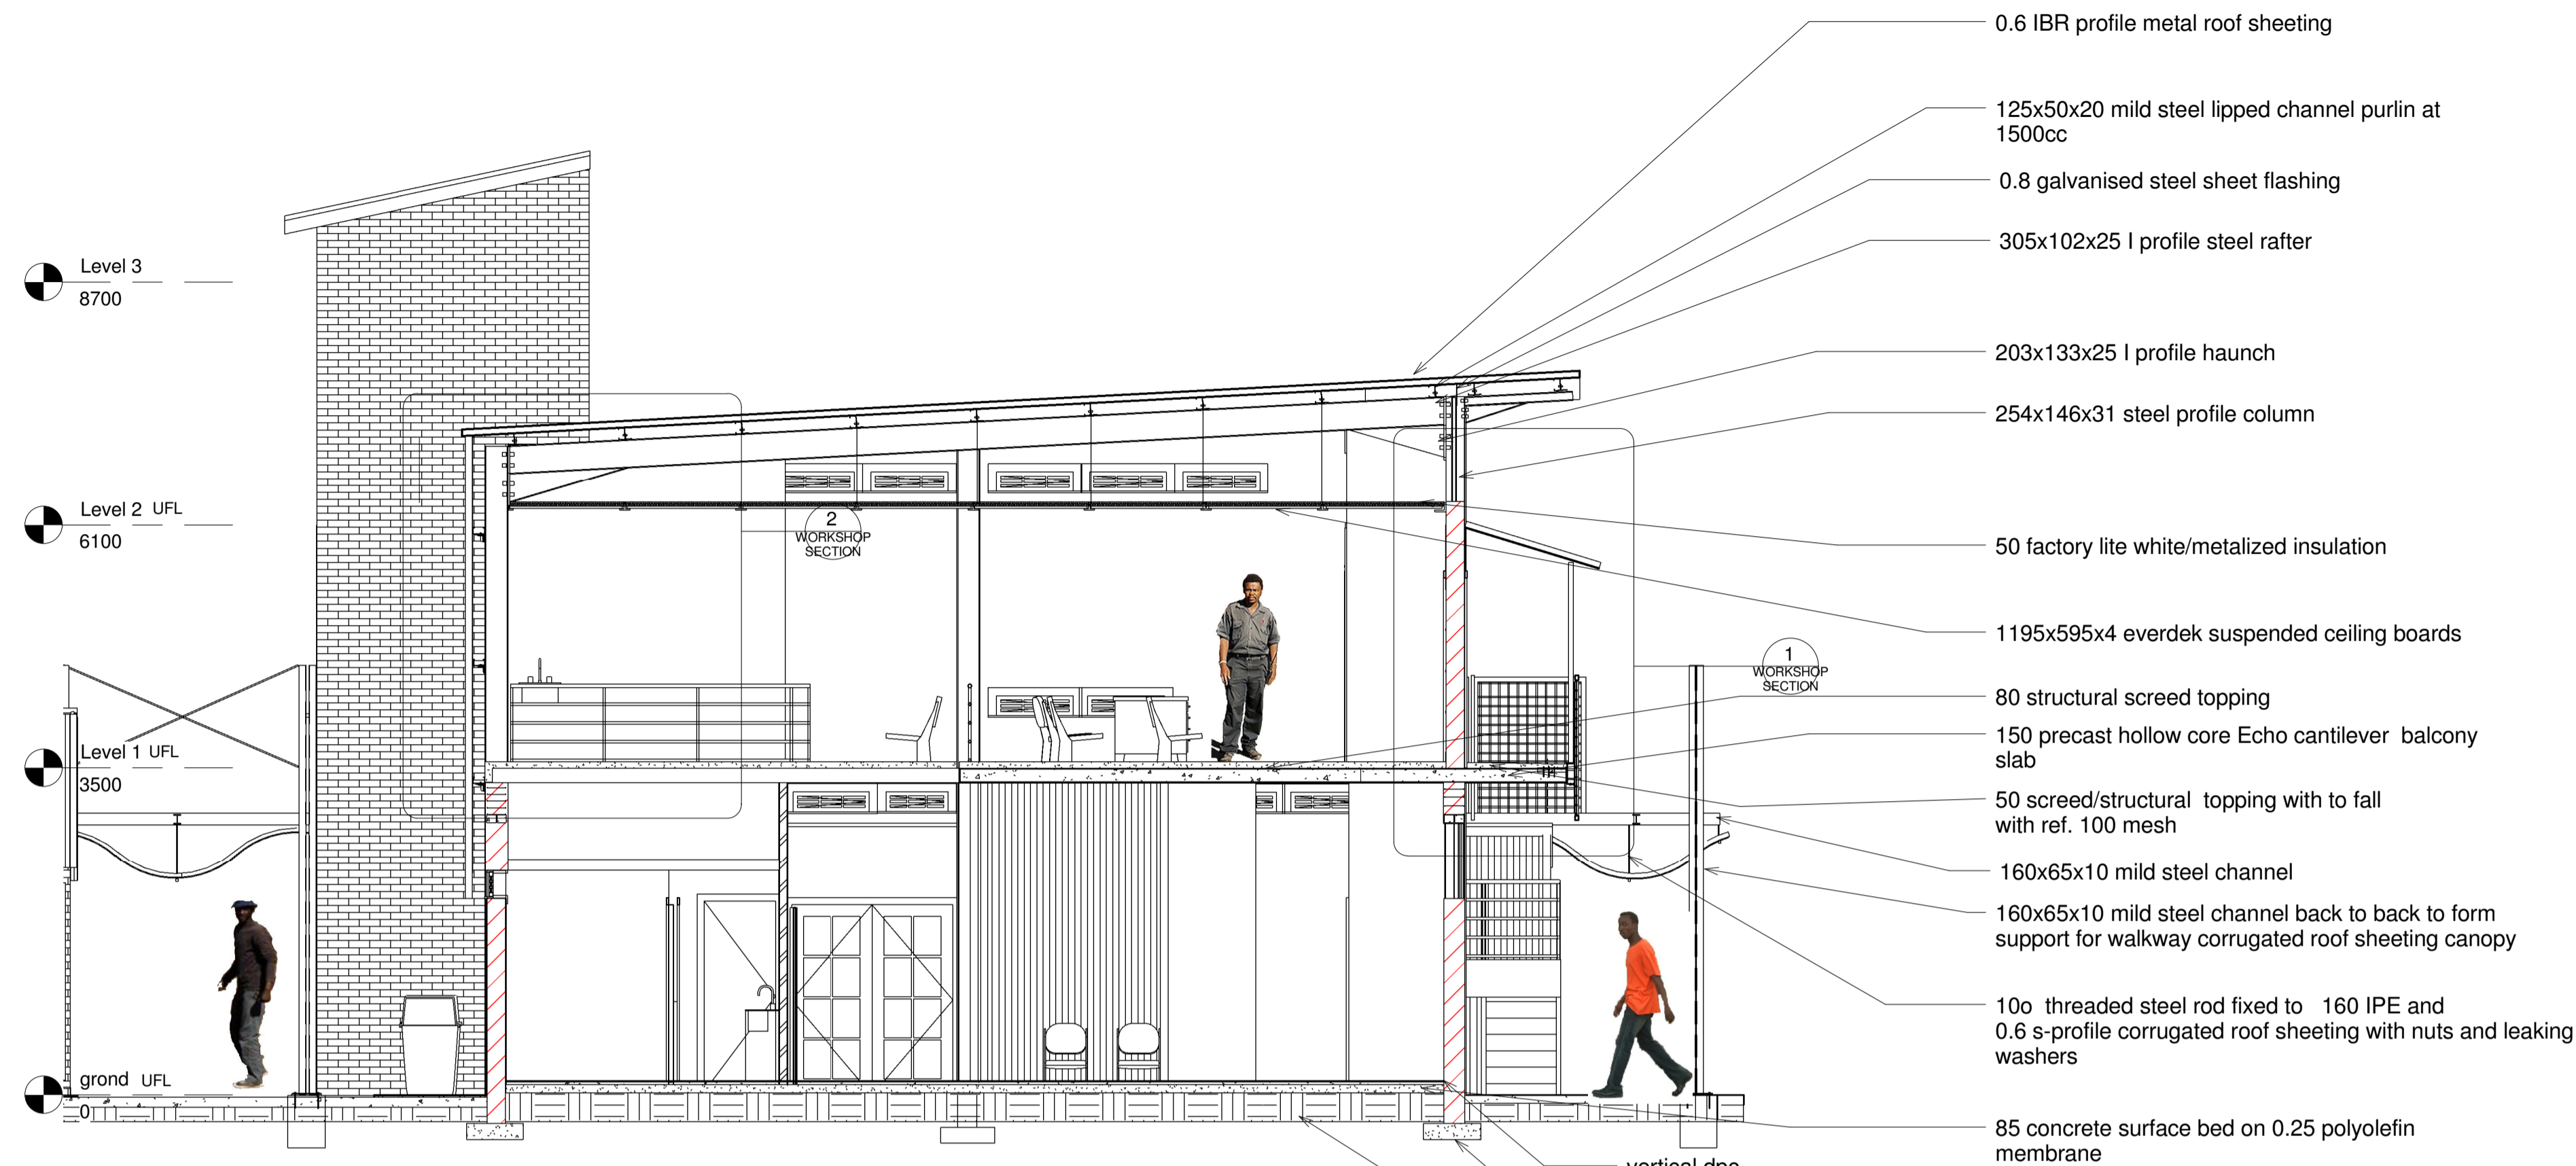 0.6 IBR profile metal roof sheeting
125x50x20 mild steel lipped channel purlin at
1500cc
0.8 galvanised steel sheet flashing
305x102x25 I profile steel rafter
203x133x25 I profile haunch
254x146x31 steel profile column
50 factory lite white/metalized insulation
1195x595x4 everdek suspended ceiling boards
80 structural screed topping
150 precast hollow core Echo cantilever balcony
slab
50 screed/structural topping with to fall
with ref. 100 mesh
160x65x10 mild steel channel
160x65x10 mild steel channel back to back to form
support for walkway corrugated roof sheeting canopy
10o threaded steel rod fixed to 160 IPE and
0.6 s-profile corrugated roof sheeting with nuts and leaking
washers
85 concrete surface bed on 0.25 polyolefin
membrane
vertical dpc
Level 3
8700
Level 2 UFL
6100
Level 1 UFL
3500
grond UFL
0
2
WORKSHOP
SECTION
1
WORKSHOP
SECTION